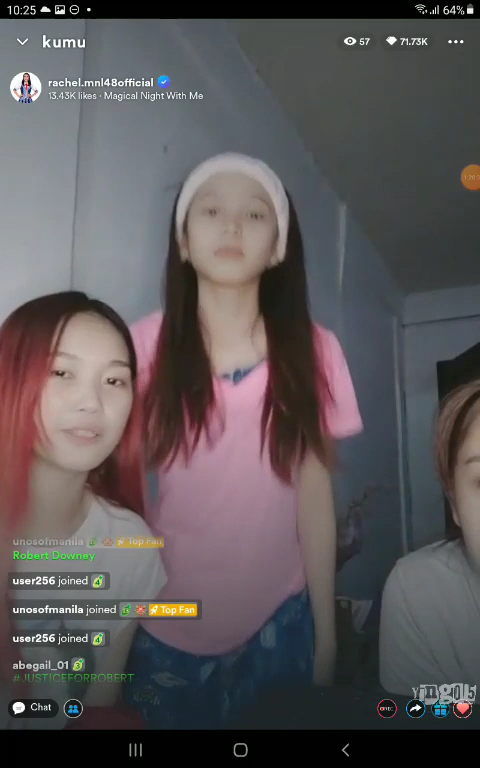 10:25
64%
kumu
57
71.73K
rachel.mnl48official
13.43K likes · Magical Night With Me
unosofmanila Top Fan
Robert Downey
user256 joined
unosofmanila joined Top Fan
user256 joined
abegail_01
#JUSTICEFORROBERT
Chat